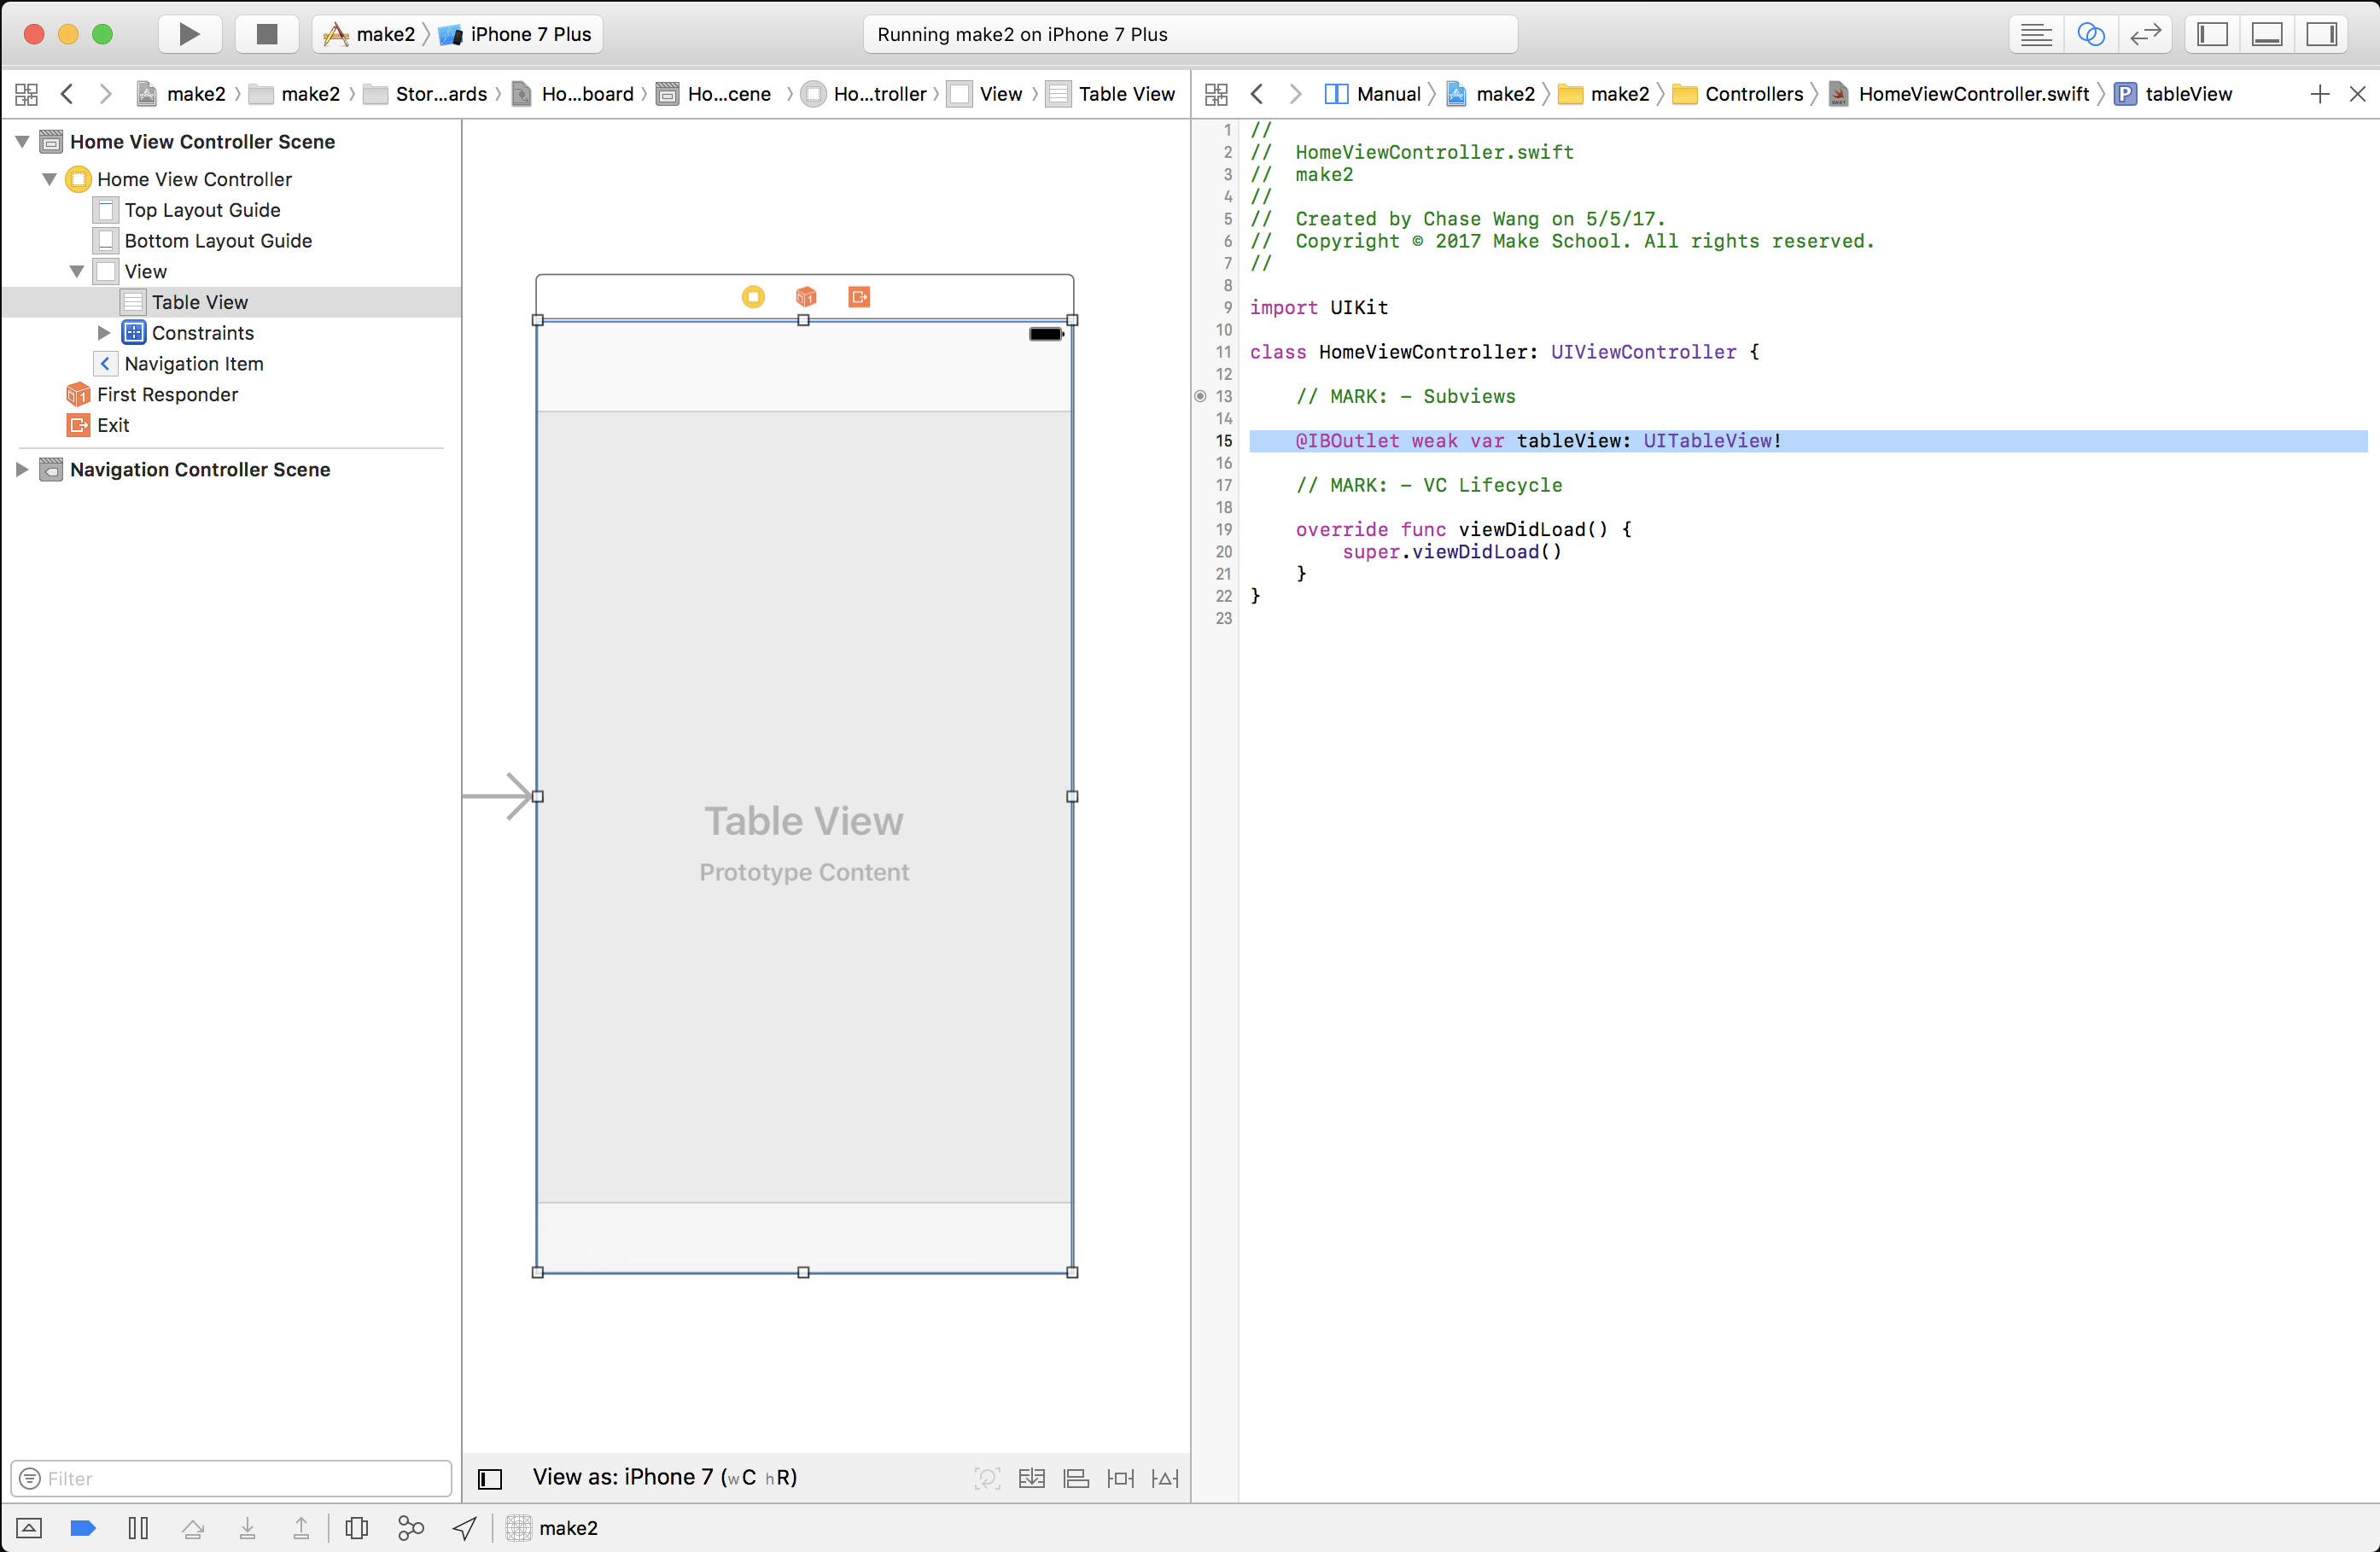 make2 〉 iPhone 7 Plus
Running make2 on iPhone 7 Plus
make2 〉 make2 〉 Stor...ards 〉 Ho...board 〉 Ho...cene 〉 Ho...troller 〉 View 〉 Table View
Manual 〉 make2 〉 make2 〉 Controllers 〉 HomeViewController.swift 〉 P tableView
Home View Controller Scene
Home View Controller
Top Layout Guide
Bottom Layout Guide
View
Table View
Constraints
Navigation Item
First Responder
Exit
Navigation Controller Scene
Filter
Table View
Prototype Content
View as: iPhone 7 (wC hR)
1 //
2 //  HomeViewController.swift
3 //  make2
4 //
5 //  Created by Chase Wang on 5/5/17.
6 //  Copyright © 2017 Make School. All rights reserved.
7 //
8
9 import UIKit
10
11 class HomeViewController: UIViewController {
12
13     // MARK: - Subviews
14
15     @IBOutlet weak var tableView: UITableView!
16
17     // MARK: - VC Lifecycle
18
19     override func viewDidLoad() {
20         super.viewDidLoad()
21     }
22 }
23
make2